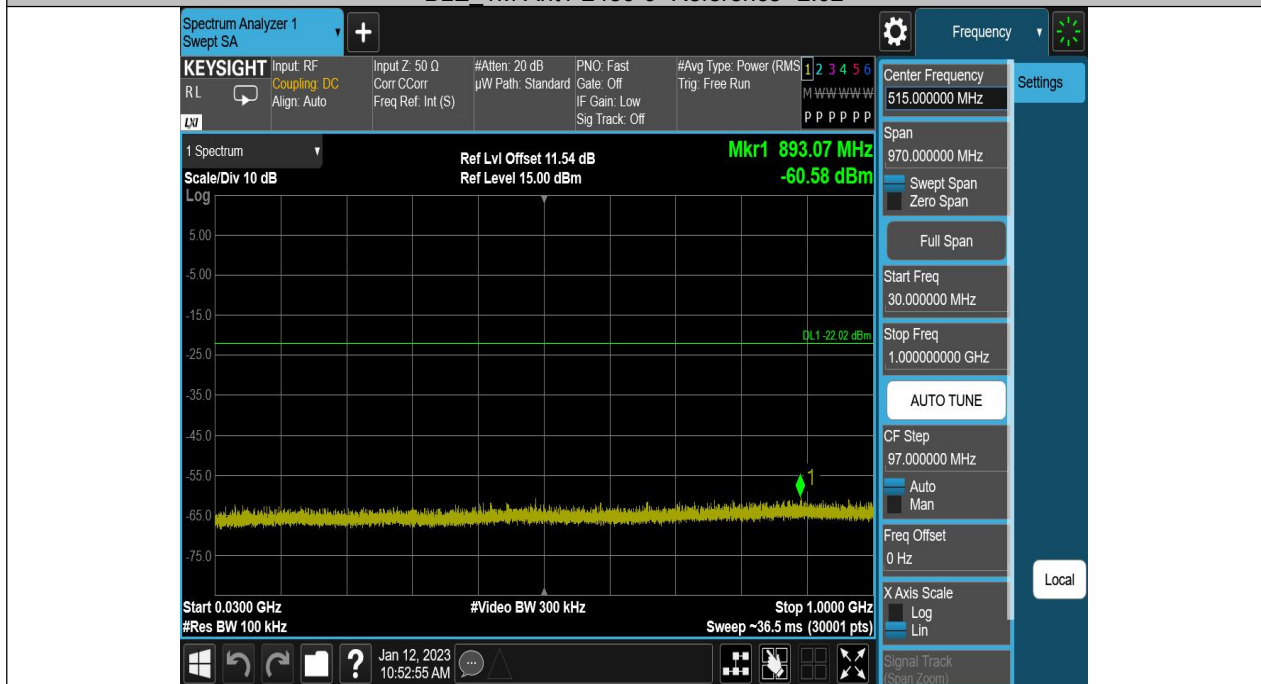 Spectrum Analyzer 1
Swept SA
+
Frequency
KEYSIGHT
RL
LXI
Input: RF
Coupling: DC
Align: Auto
Input Z: 50 Ω
Corr CCorr
Freq Ref: Int (S)
#Atten: 20 dB
µW Path: Standard
PNO: Fast
Gate: Off
IF Gain: Low
Sig Track: Off
#Avg Type: Power (RMS
Trig: Free Run
1 2 3 4 5 6
M W W W W W
P P P P P P
Center Frequency
515.000000 MHz
Settings
Span
970.000000 MHz
Swept Span
Zero Span
Full Span
Start Freq
30.000000 MHz
Stop Freq
1.000000000 GHz
AUTO TUNE
CF Step
97.000000 MHz
Auto
Man
Freq Offset
0 Hz
X Axis Scale
Log
Lin
Signal Track
(Span Zoom)
Local
1 Spectrum
Scale/Div 10 dB
Log
Ref Lvl Offset 11.54 dB
Ref Level 15.00 dBm
Mkr1 893.07 MHz
-60.58 dBm
5.00
-5.00
-15.0
DL1 -22.02 dBm
-25.0
-35.0
-45.0
-55.0
1
-65.0
-75.0
Start 0.0300 GHz
#Video BW 300 kHz
Stop 1.0000 GHz
#Res BW 100 kHz
Sweep ~36.5 ms (30001 pts)
?
Jan 12, 2023
10:52:55 AM